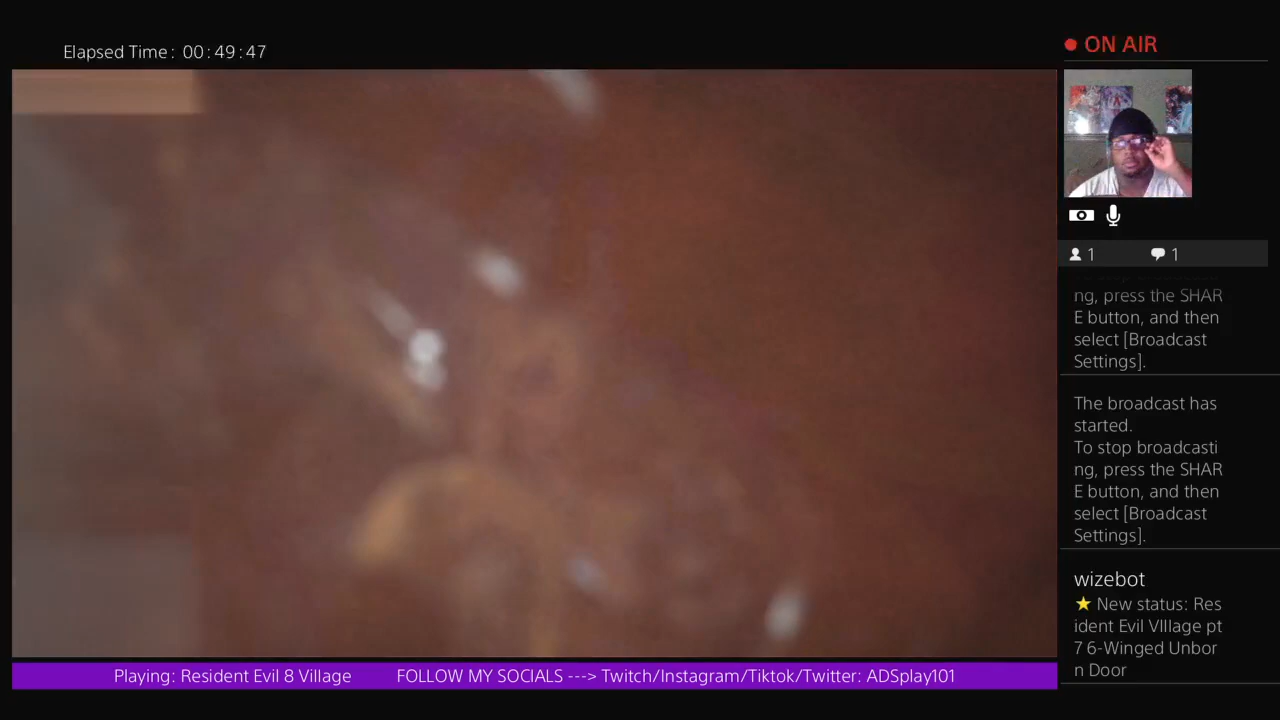 Elapsed Time: 00:49:47
ON AIR
1 1
ng, press the SHAR
E button, and then
select [Broadcast
Settings].
The broadcast has
started.
To stop broadcasti
ng, press the SHAR
E button, and then
select [Broadcast
Settings].
wizebot
⭐ New status: Res
ident Evil VIllage pt
7 6-Winged Unbor
n Door
Playing: Resident Evil 8 Village FOLLOW MY SOCIALS ---> Twitch/Instagram/Tiktok/Twitter: ADSplay101